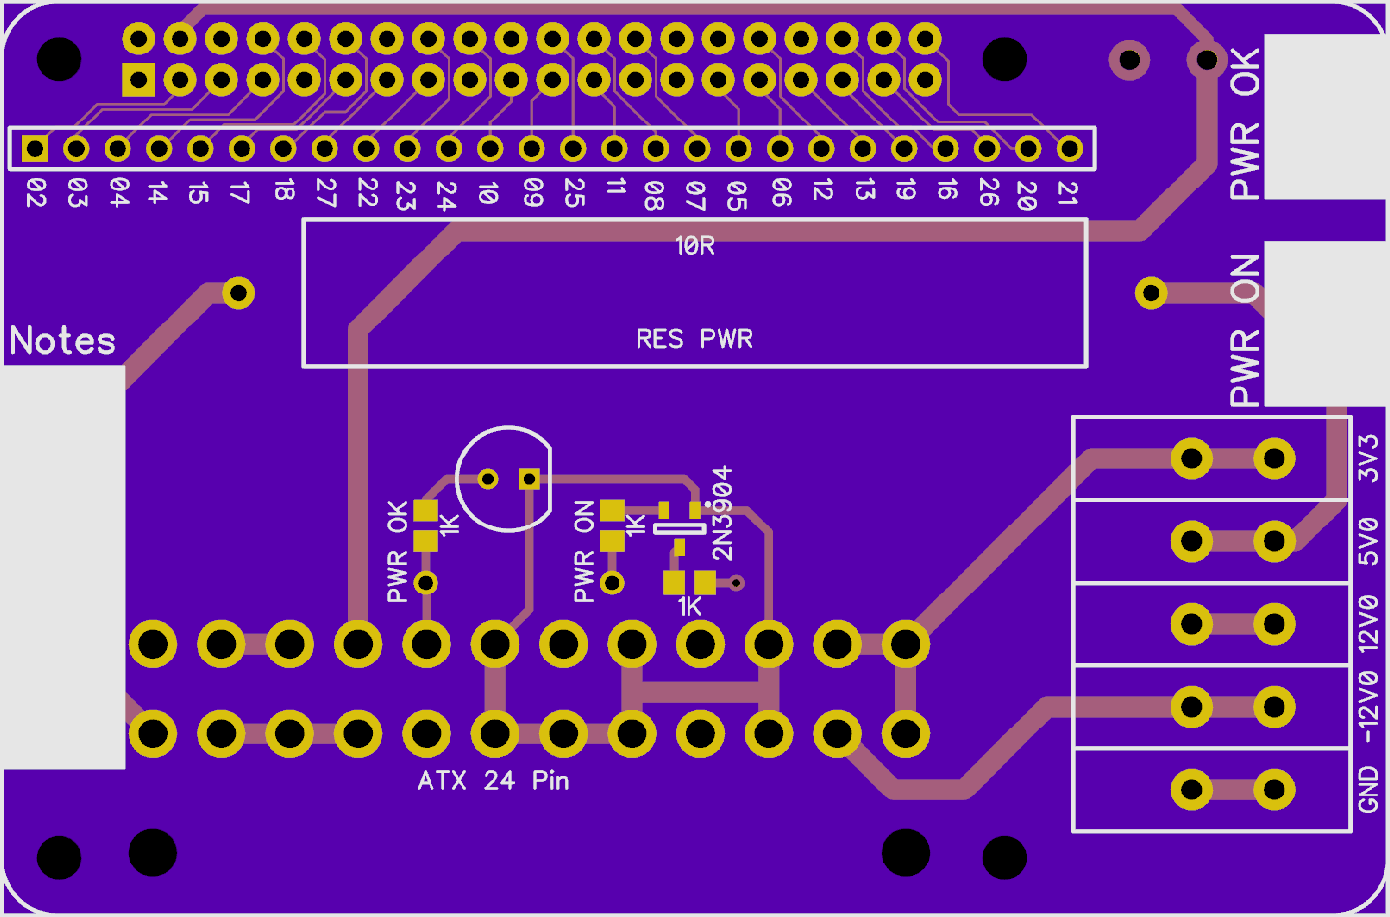 02 03 04 14 15 17 18 27 22 23 24 10 09 25 11 08 07 05 06 12 13 19 16 26 20 21
PWR OK
10R
RES PWR
PWR ON
Notes
3V3
5V0
12V0
-12V0
GND
PWR OK
1K
PWR ON
1K
2N3904
1K
ATX 24 Pin